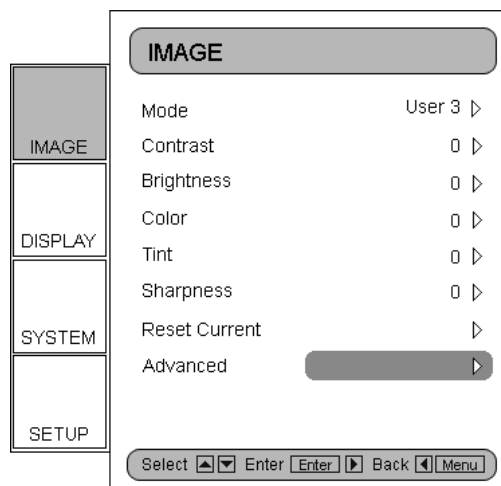 IMAGE
IMAGE
DISPLAY
SYSTEM
SETUP
Mode User 3
Contrast 0
Brightness 0
Color 0
Tint 0
Sharpness 0
Reset Current
Advanced
Select Enter Enter Back Menu